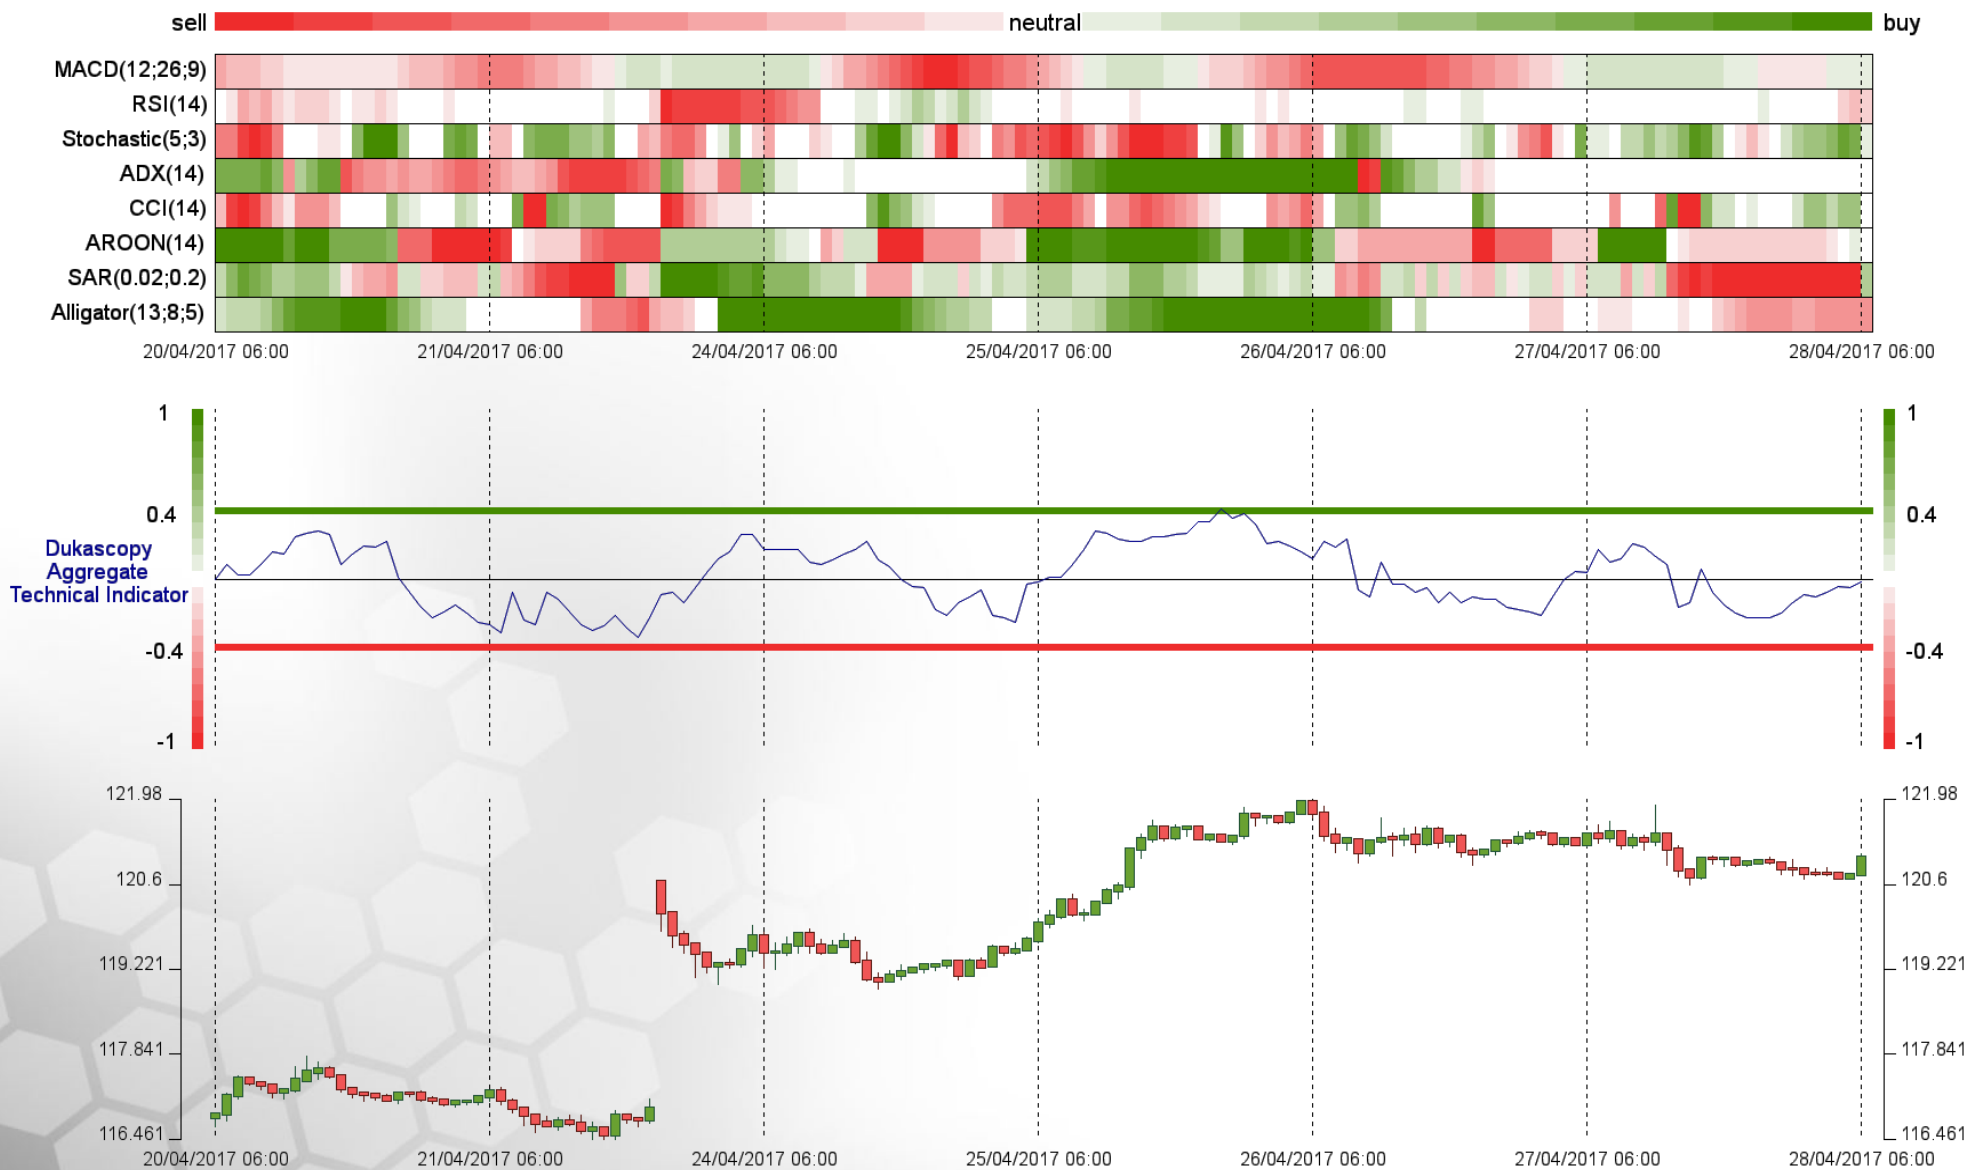 sell neutral buy
MACD(12;26;9)
RSI(14)
Stochastic(5;3)
ADX(14)
CCI(14)
AROON(14)
SAR(0.02;0.2)
Alligator(13;8;5)
20/04/2017 06:00 21/04/2017 06:00 24/04/2017 06:00 25/04/2017 06:00 26/04/2017 06:00 27/04/2017 06:00 28/04/2017 06:00
1 1
0.4 0.4
Dukascopy
Aggregate
Technical Indicator
-0.4 -0.4
-1 -1
121.98 121.98
120.6 120.6
119.221 119.221
117.841 117.841
116.461 116.461
20/04/2017 06:00 21/04/2017 06:00 24/04/2017 06:00 25/04/2017 06:00 26/04/2017 06:00 27/04/2017 06:00 28/04/2017 06:00